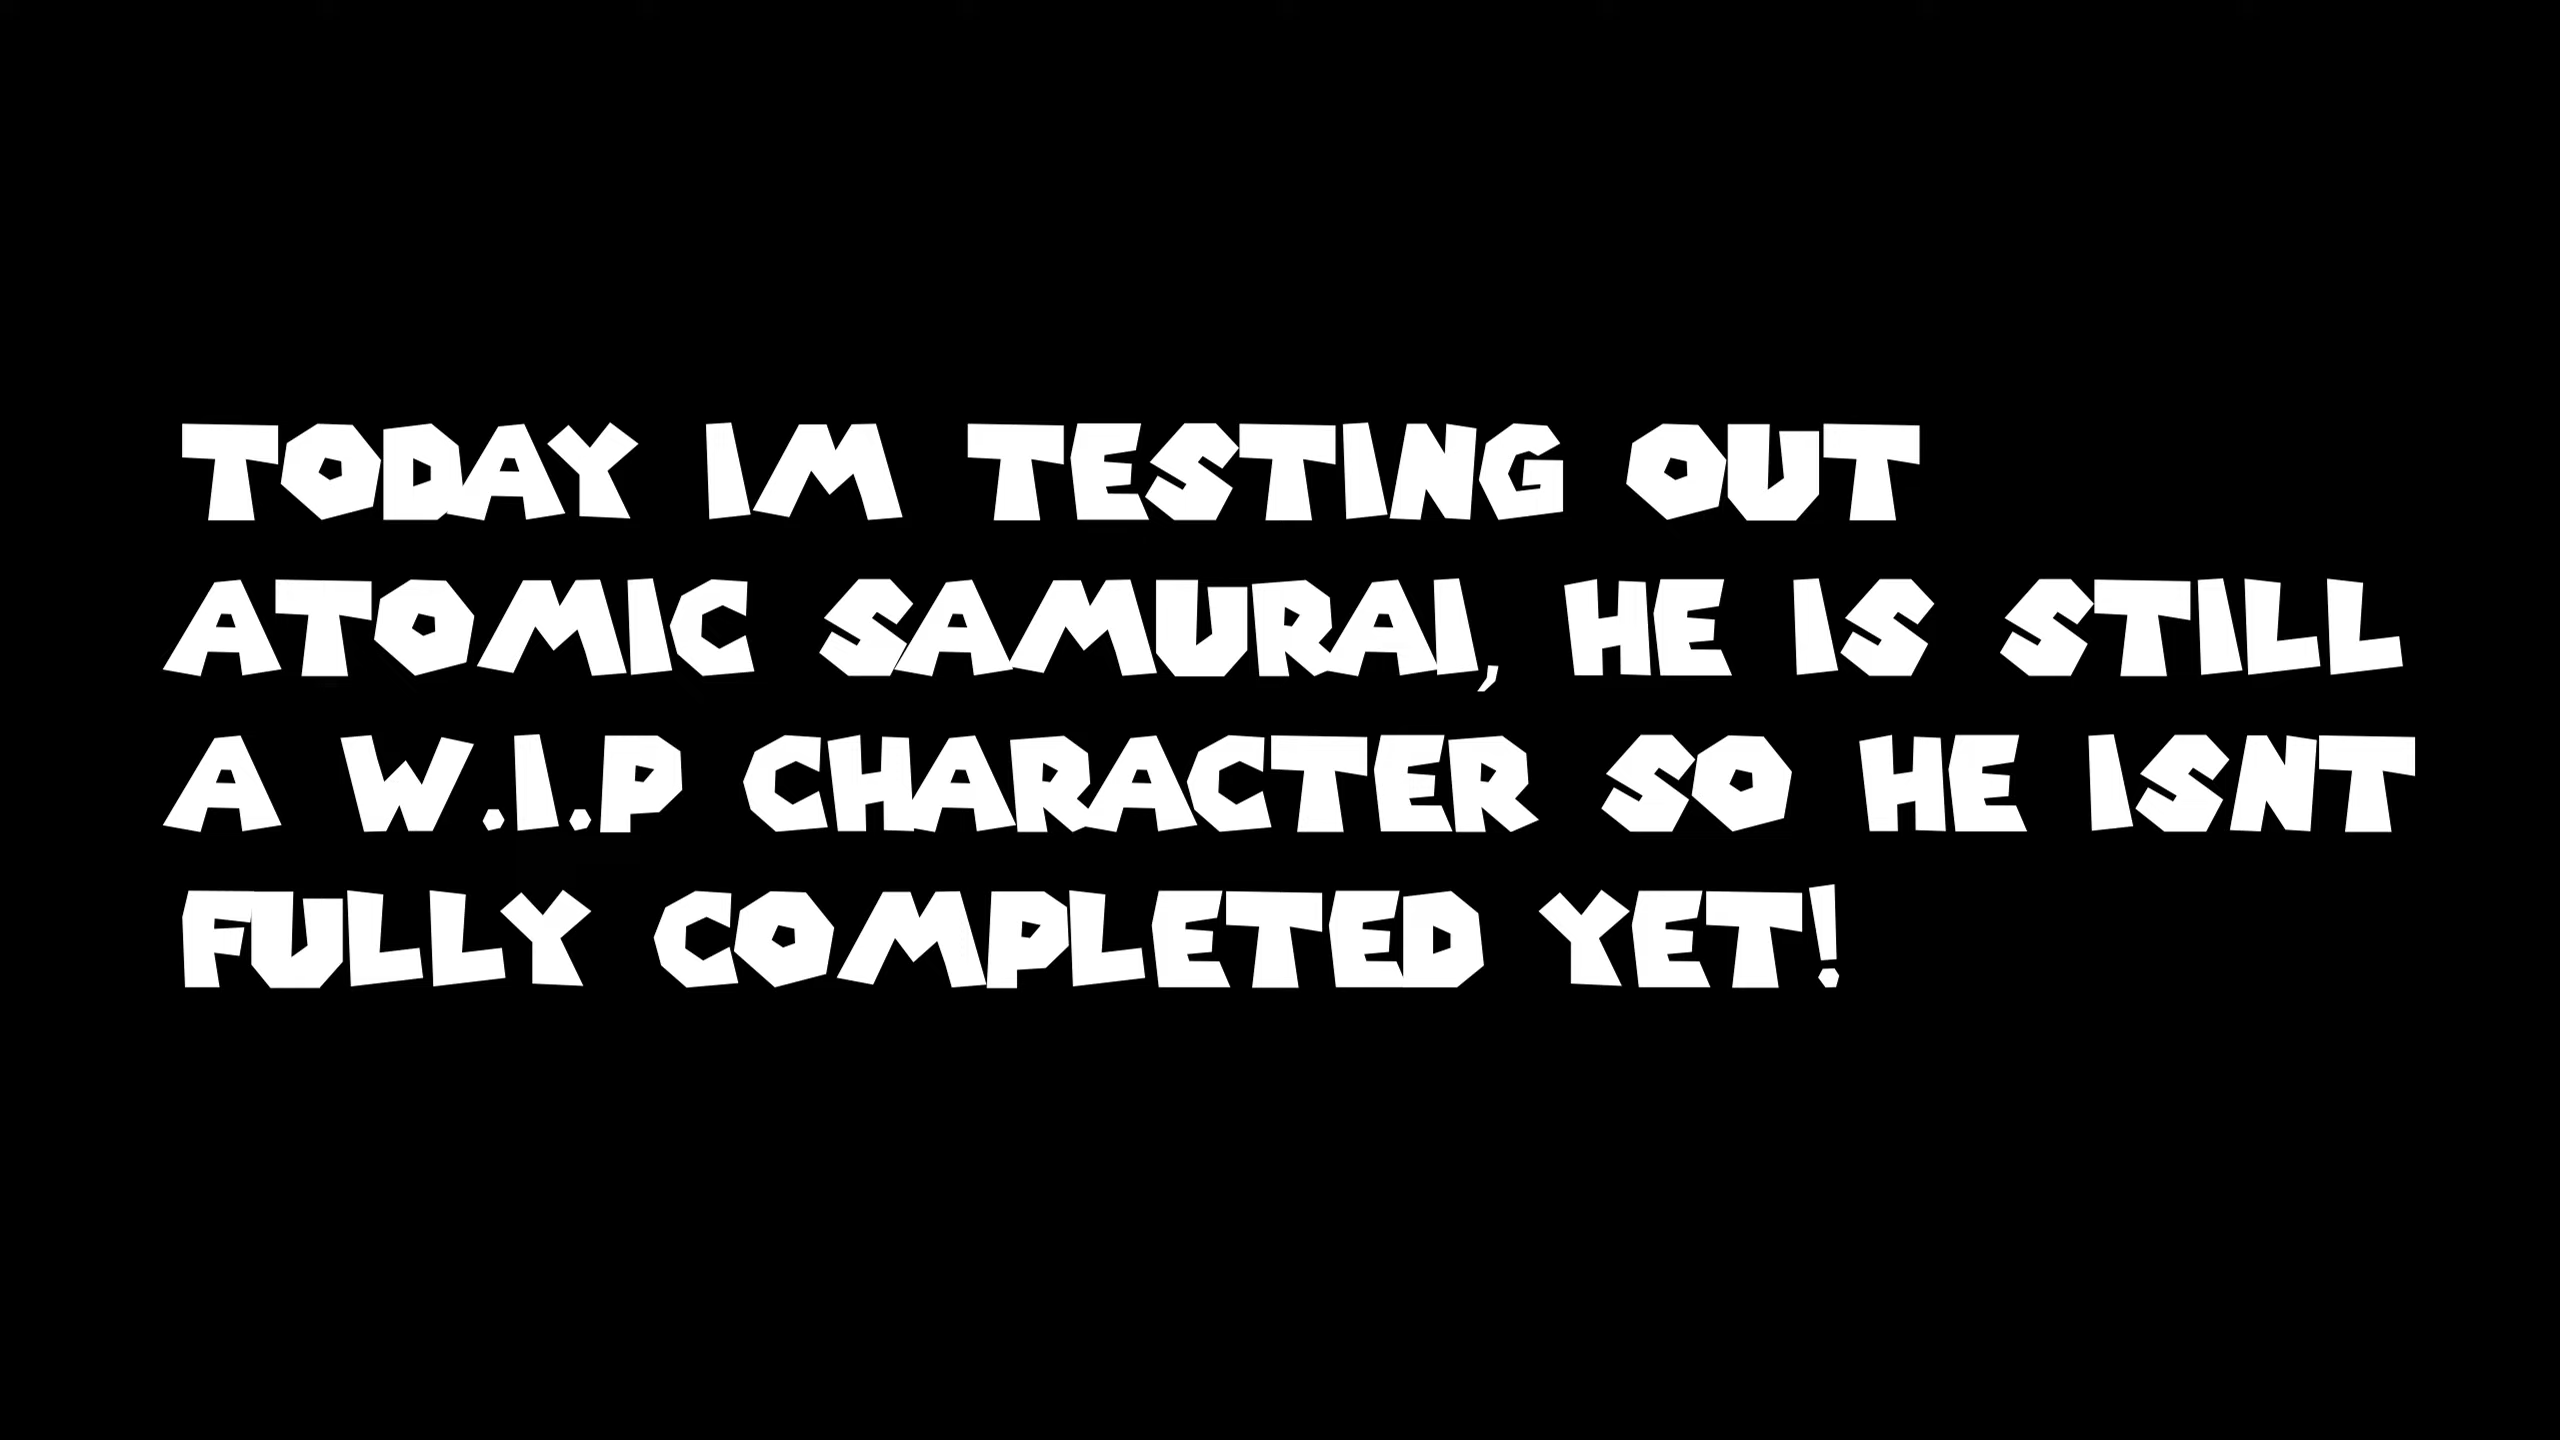 TODAY IM TESTING OUT
ATOMIC SAMURAI, HE IS STILL
A W.I.P CHARACTER SO HE ISNT
FULLY COMPLETED YET!